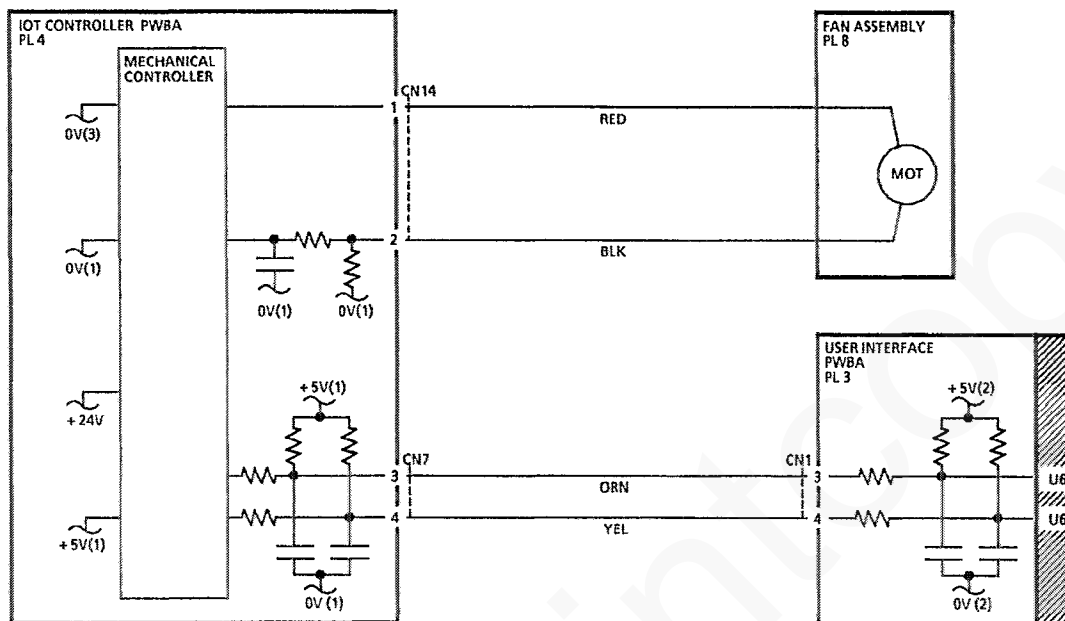 IOT CONTROLLER PWBA
PL 4
MECHANICAL
CONTROLLER
0V(3)
0V(1)
+24V
+5V(1)
0V(1)
0V(1)
+5V(1)
0V (1)
CN14
1
2
RED
BLK
FAN ASSEMBLY
PL 8
MOT
CN7
3
4
ORN
YEL
CN1
3
4
USER INTERFACE
PWBA
PL 3
+5V(2)
U6
U6
0V (2)